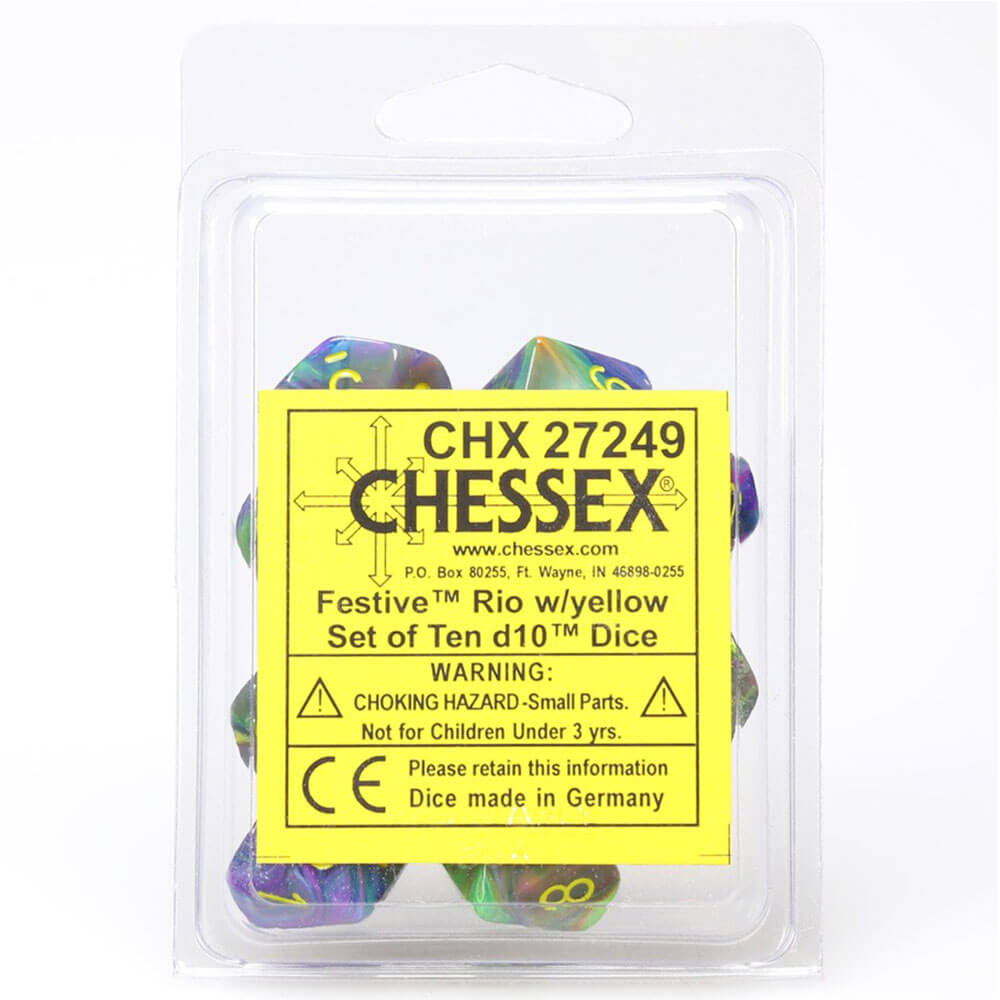 CHX 27249
CHESSEX®
www.chessex.com
P.O. Box 80255, Ft. Wayne, IN 46898-0255
Festive™ Rio w/yellow
Set of Ten d10™ Dice
WARNING:
CHOKING HAZARD-Small Parts.
Not for Children Under 3 yrs.
CE
Please retain this information
Dice made in Germany
8